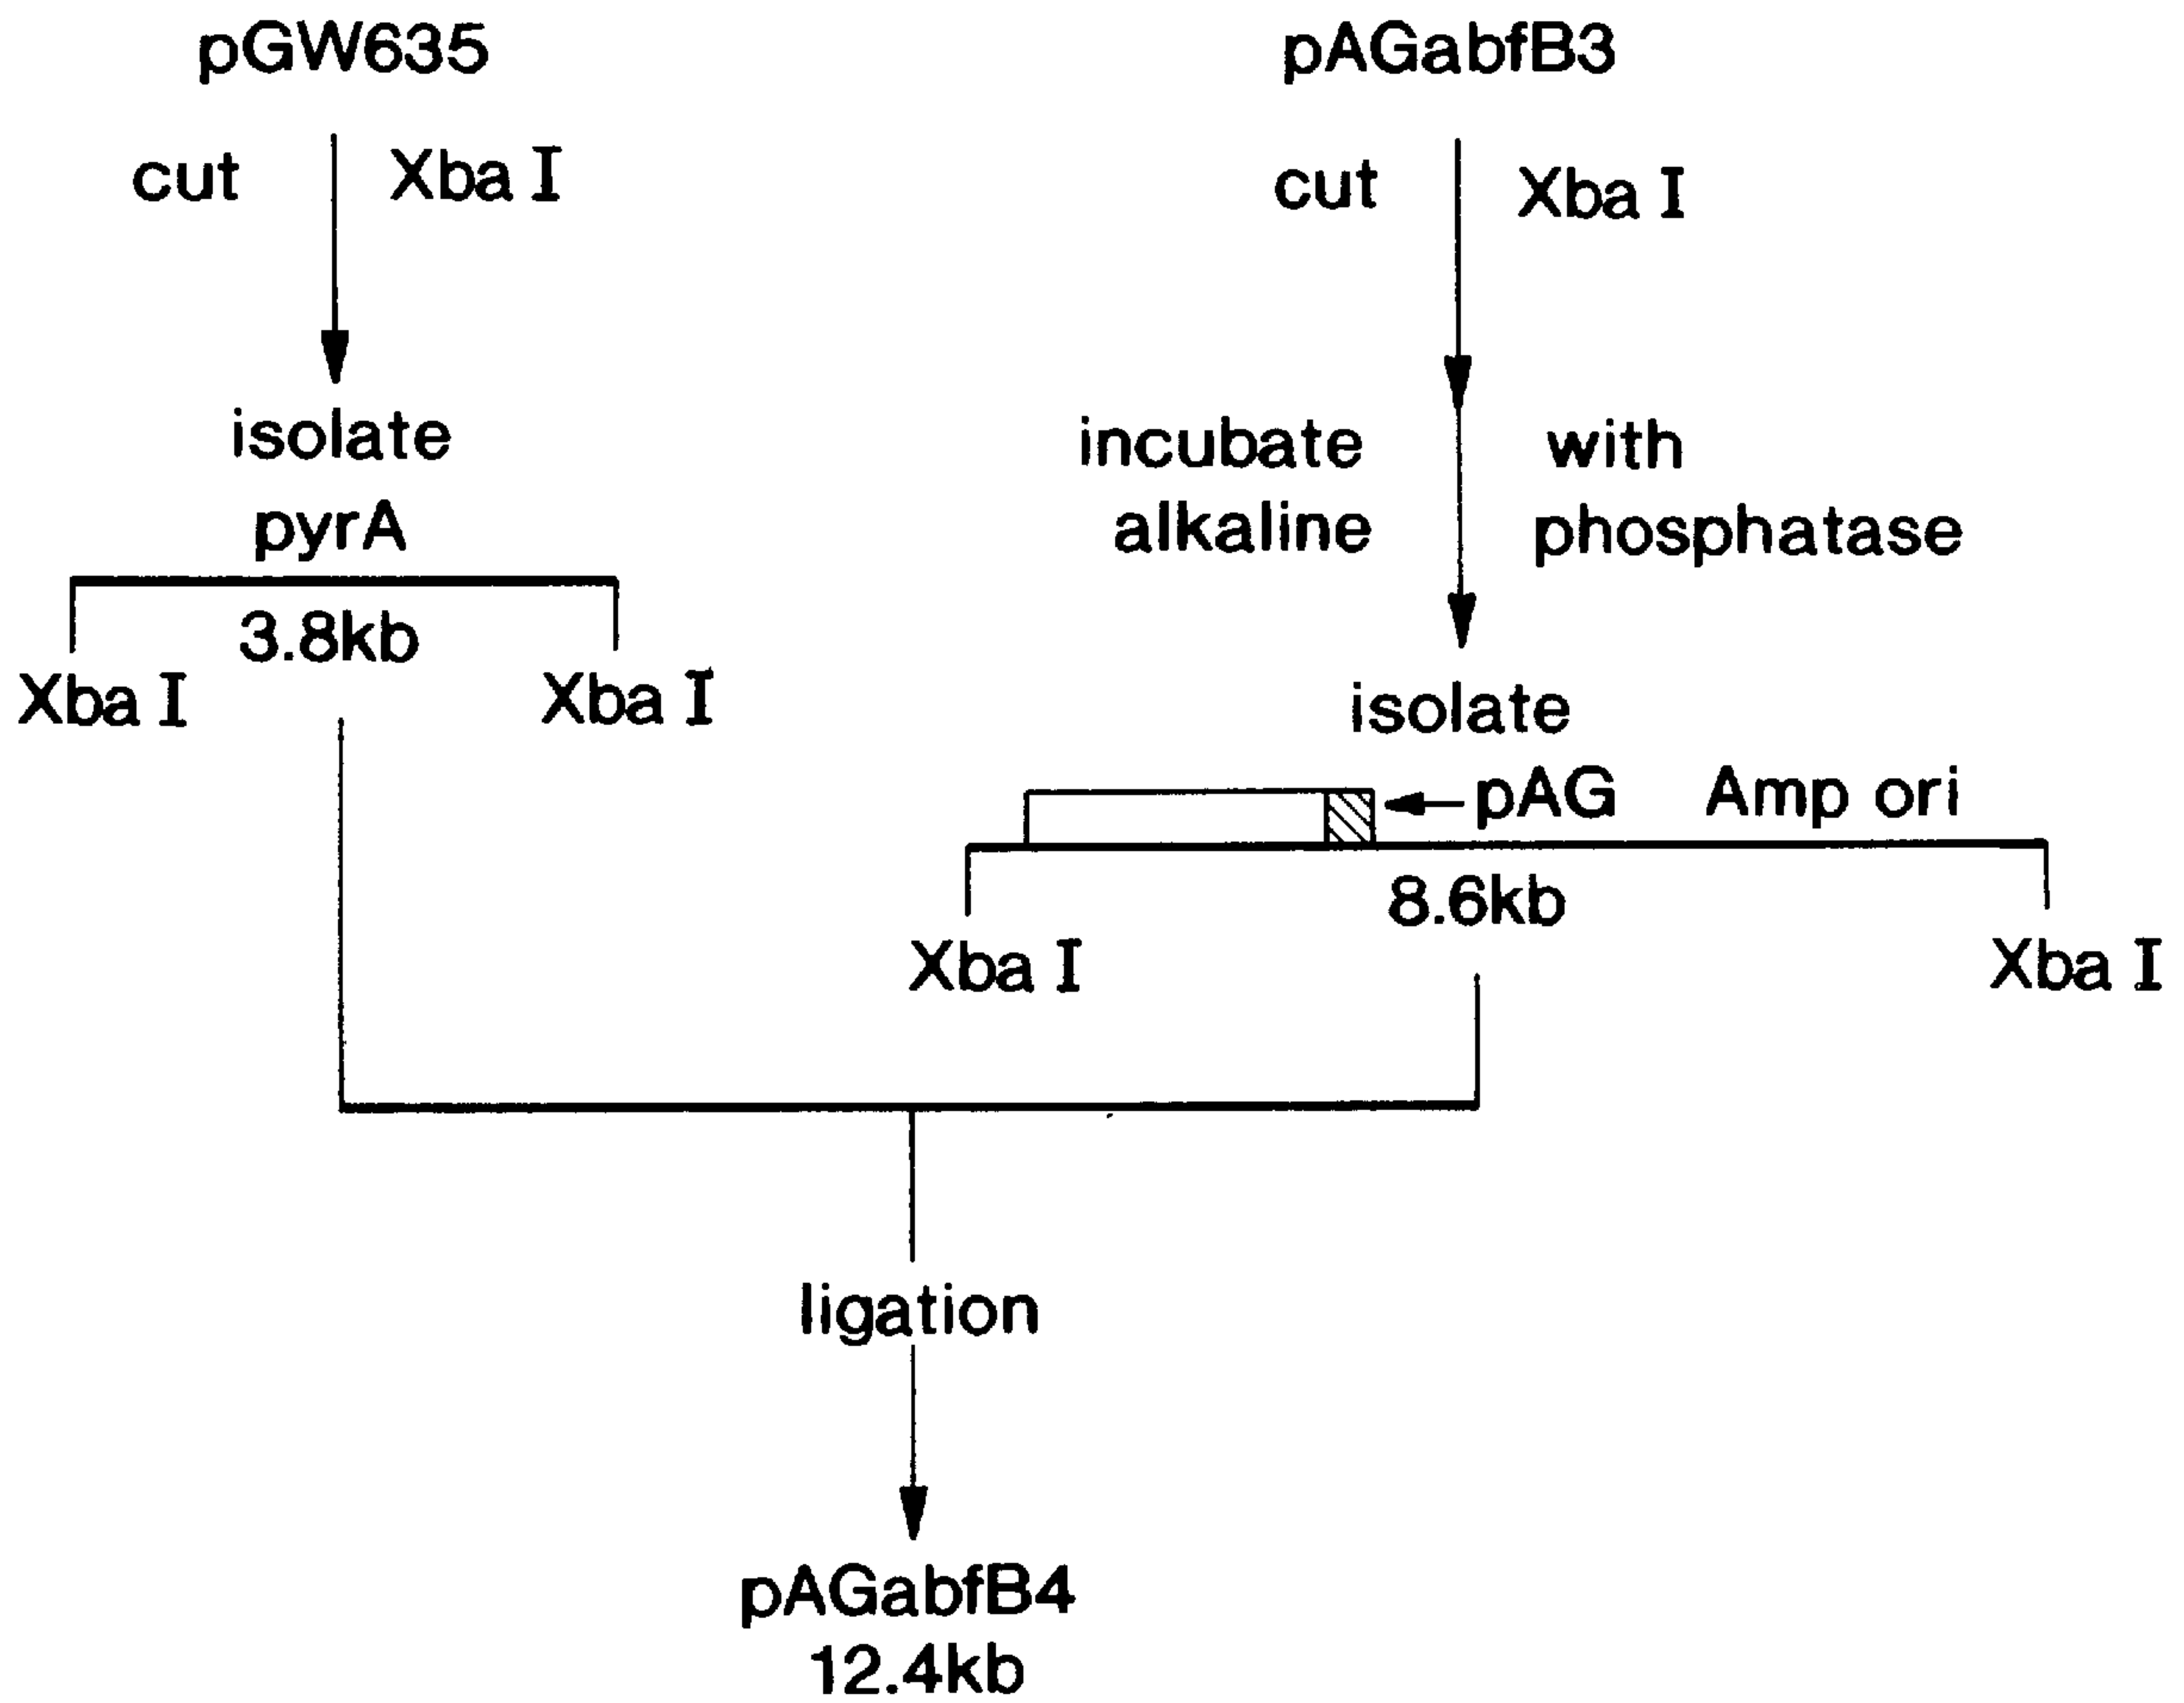 pGW635
cut Xba I
isolate
pyrA
3.8kb
Xba I Xba I
pAGabfB3
cut Xba I
incubate with
alkaline phosphatase
isolate
pAG Amp ori
8.6kb
Xba I Xba I
ligation
pAGabfB4
12.4kb